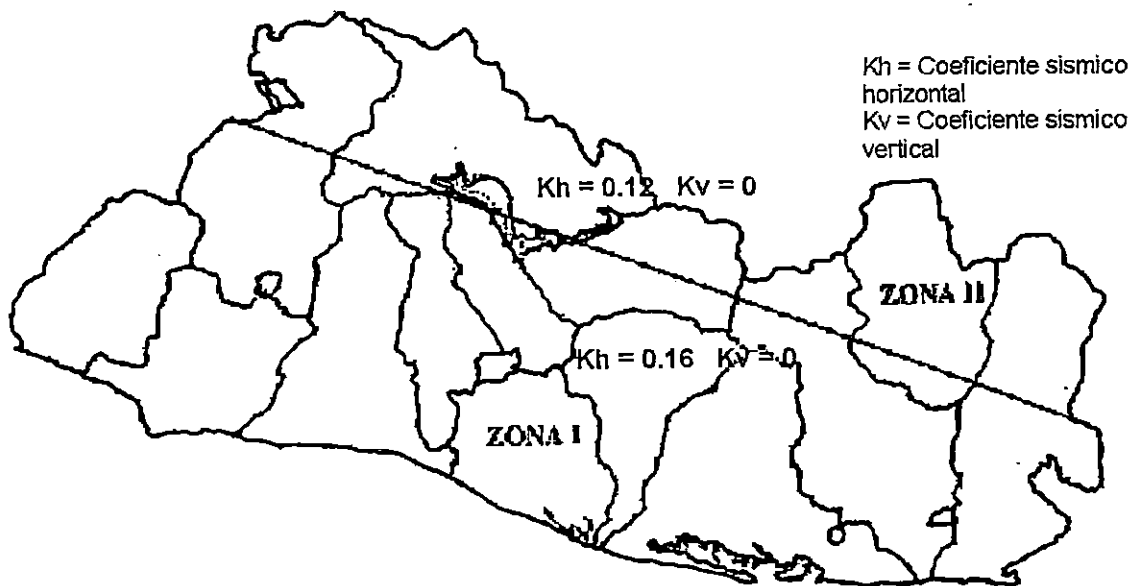 Kh = Coeficiente sismico
horizontal
Kv = Coeficiente sismico
vertical
Kh = 0.12 Kv = 0
ZONA II
Kh = 0.16 Kv = 0
ZONA I